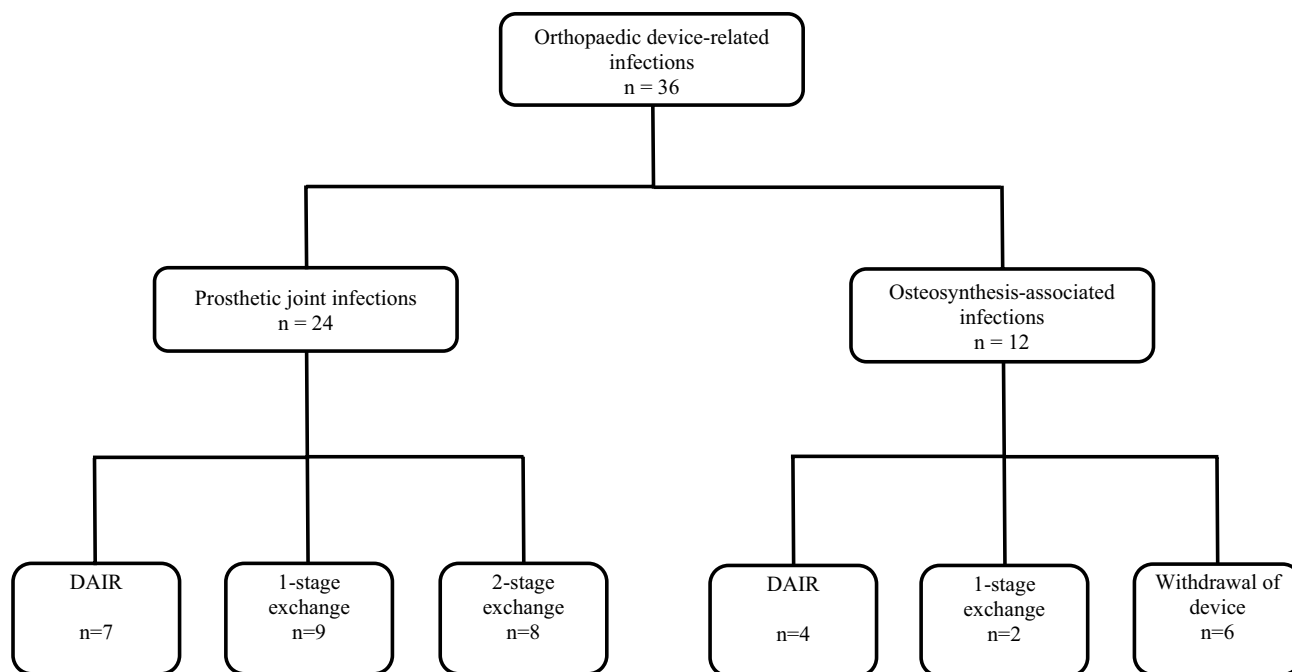 Orthopaedic device-related
infections
n = 36
Prosthetic joint infections
n = 24
Osteosynthesis-associated
infections
n = 12
DAIR
n=7
1-stage
exchange
n=9
2-stage
exchange
n=8
DAIR
n=4
1-stage
exchange
n=2
Withdrawal of
device
n=6